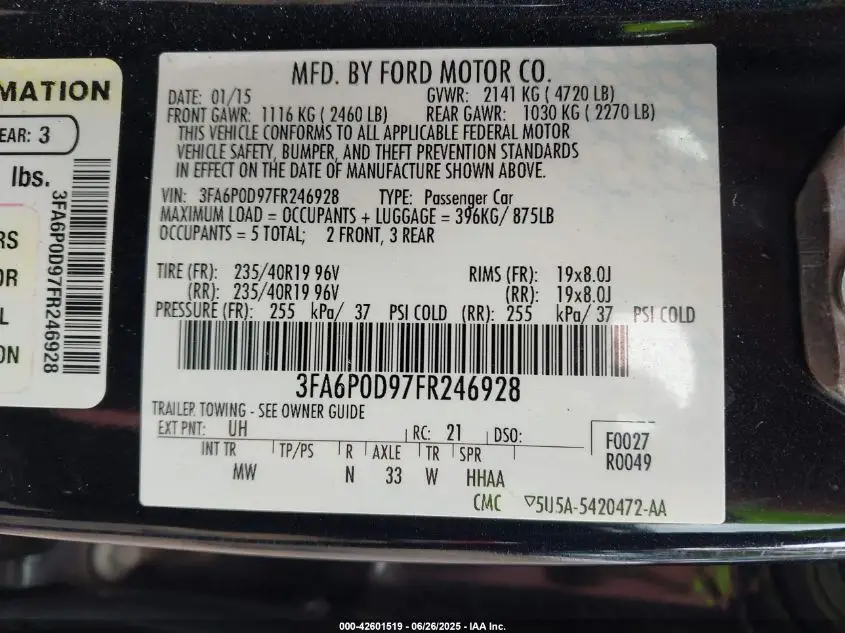 MATION
EAR: 3
lbs.
RS
OR
L
ON
3FA6P0D97FR246928
MFD. BY FORD MOTOR CO.
DATE: 01/15 GVWR: 2141 KG ( 4720 LB)
FRONT GAWR: 1116 KG ( 2460 LB) REAR GAWR: 1030 KG ( 2270 LB)
THIS VEHICLE CONFORMS TO ALL APPLICABLE FEDERAL MOTOR
VEHICLE SAFETY, BUMPER, AND THEFT PREVENTION STANDARDS
IN EFFECT ON THE DATE OF MANUFACTURE SHOWN ABOVE.
VIN: 3FA6P0D97FR246928 TYPE: Passenger Car
MAXIMUM LOAD = OCCUPANTS + LUGGAGE = 396KG/ 875LB
OCCUPANTS = 5 TOTAL; 2 FRONT, 3 REAR
TIRE (FR): 235/40R19 96V RIMS (FR): 19x8.0J
(RR): 235/40R19 96V (RR): 19x8.0J
PRESSURE (FR): 255 kPa/ 37 PSI COLD (RR): 255 kPa/ 37 PSI COLD
3FA6P0D97FR246928
TRAILER TOWING - SEE OWNER GUIDE
EXT PNT: UH RC: 21 DSO:
INT TR TP/PS R AXLE TR SPR
MW N 33 W HHAA
F0027
R0049
CMC ▽5U5A-5420472-AA
000-42601519 / 06/26/2025 - IAA Inc.